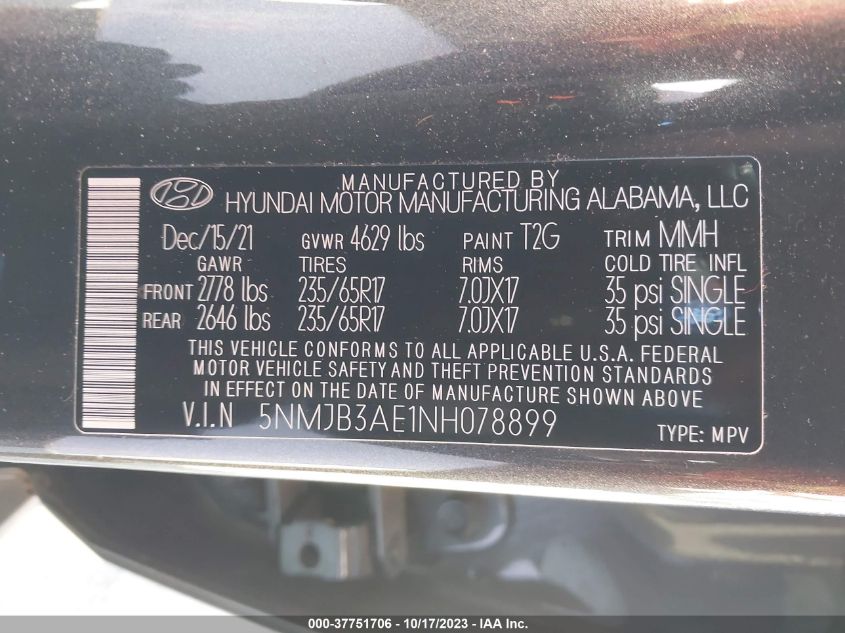 MANUFACTURED BY
HYUNDAI MOTOR MANUFACTURING ALABAMA, LLC
Dec/15/21 GVWR 4629 lbs PAINT T2G TRIM MMH
GAWR TIRES RIMS COLD TIRE INFL
FRONT 2778 lbs 235/65R17 7.0JX17 35 psi SINGLE
REAR 2646 lbs 235/65R17 7.0JX17 35 psi SINGLE
THIS VEHICLE CONFORMS TO ALL APPLICABLE U.S.A. FEDERAL
MOTOR VEHICLE SAFETY AND THEFT PREVENTION STANDARDS
IN EFFECT ON THE DATE OF MANUFACTURE SHOWN ABOVE
V.I.N 5NMJB3AE1NH078899
TYPE: MPV
000-37751706 - 10/17/2023 - IAA Inc.